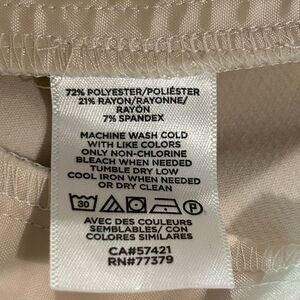 72% POLYESTER/POLIÉSTER
21% RAYON/RAYONNE/
RAYÓN
7% SPANDEX
MACHINE WASH COLD
WITH LIKE COLORS
ONLY NON-CHLORINE
BLEACH WHEN NEEDED
TUMBLE DRY LOW
COOL IRON WHEN NEEDED
OR DRY CLEAN
30 P
AVEC DES COULEURS
SEMBLABLES/ CON
COLORES SIMILARES
CA#57421
RN#77379